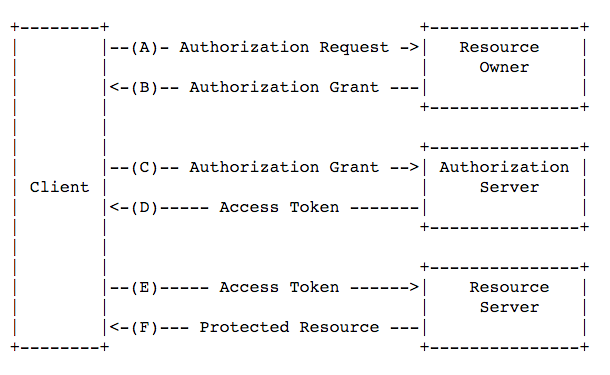 +--------+                               +---------------+
|        |--(A)- Authorization Request ->|   Resource    |
|        |                               |     Owner     |
|        |<-(B)-- Authorization Grant ---|               |
|        |                               +---------------+
|        |
|        |                               +---------------+
|        |--(C)-- Authorization Grant -->| Authorization |
| Client |                               |     Server    |
|        |<-(D)----- Access Token -------|               |
|        |                               +---------------+
|        |
|        |                               +---------------+
|        |--(E)----- Access Token ------>|    Resource   |
|        |                               |     Server    |
|        |<-(F)--- Protected Resource ---|               |
+--------+                               +---------------+